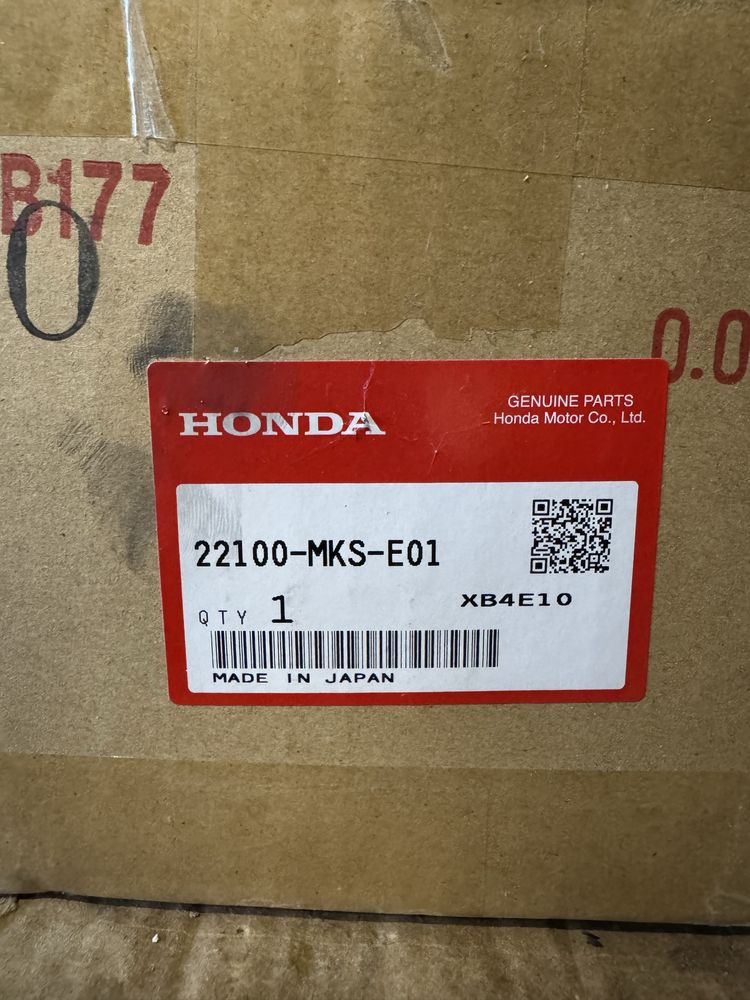 B177
0
0.0
HONDA
GENUINE PARTS
Honda Motor Co., Ltd.
22100-MKS-E01
XB4E10
QTY 1
MADE IN JAPAN